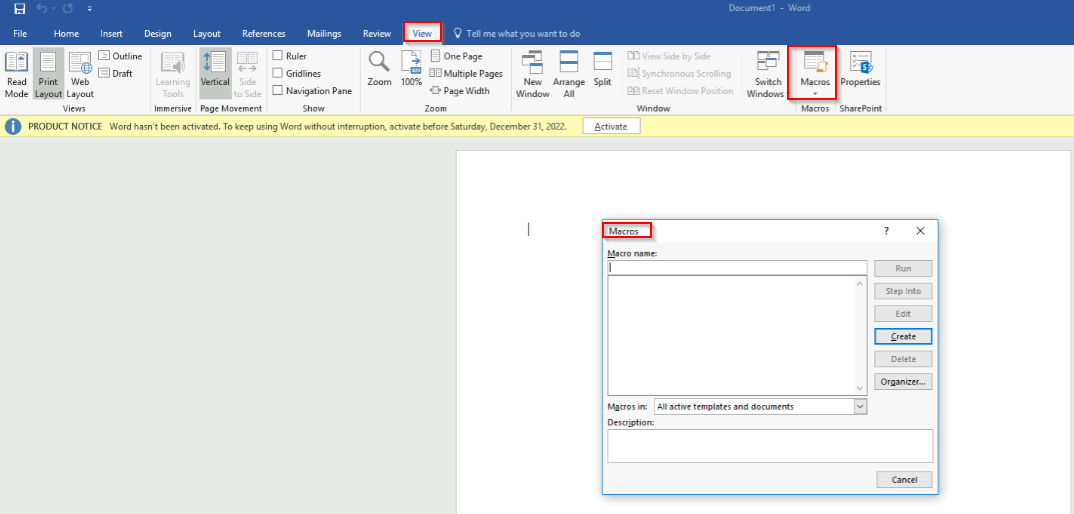 Document1 - Word
File Home Insert Design Layout References Mailings Review View Tell me what you want to do
Read Mode
Print Layout
Web Layout
Outline
Draft
Views
Learning Tools
Immersive
Vertical
Side to Side
Page Movement
Ruler
Gridlines
Navigation Pane
Show
Zoom
100%
One Page
Multiple Pages
Page Width
Zoom
New Window
Arrange All
Split
View Side by Side
Synchronous Scrolling
Reset Window Position
Window
Switch Windows
Macros
Macros
Properties
SharePoint
PRODUCT NOTICE Word hasn't been activated. To keep using Word without interruption, activate before Saturday, December 31, 2022. Activate
Macros ?
Macro name:
Run
Step Into
Edit
Create
Delete
Organizer...
Macros in: All active templates and documents
Description:
Cancel